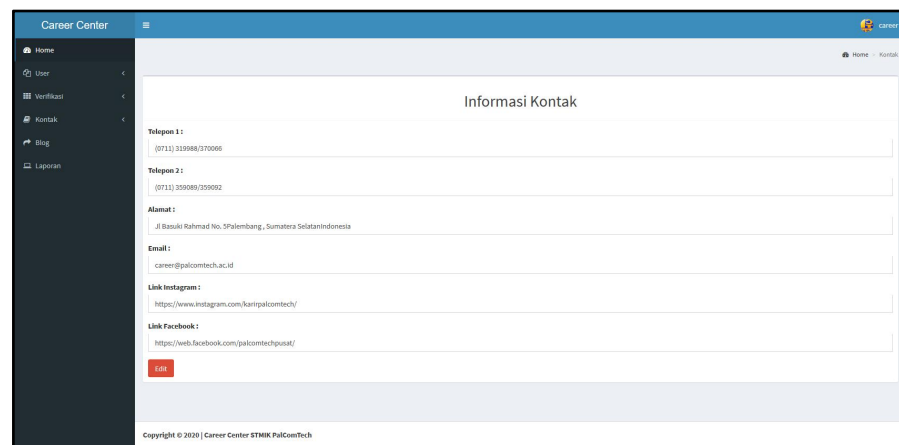 Career Center
career
Home
Home > Kontak
User
Verifikasi
Kontak
Blog
Laporan
Informasi Kontak
Telepon 1 :
(0711) 319988/370066
Telepon 2 :
(0711) 359089/359092
Alamat :
Jl Basuki Rahmad No. 5Palembang , Sumatera SelatanIndonesia
Email :
career@palcomtech.ac.id
Link Instagram :
https://www.instagram.com/karirpalcomtech/
Link Facebook :
https://web.facebook.com/palcomtechpusat/
Edit
Copyright © 2020 | Career Center STMIK PalComTech